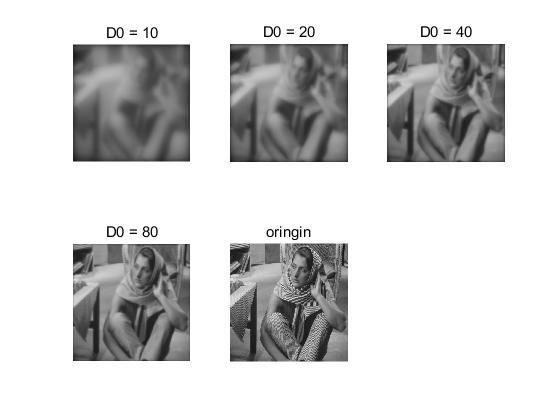 D0 = 10
D0 = 20
D0 = 40
D0 = 80
oringin